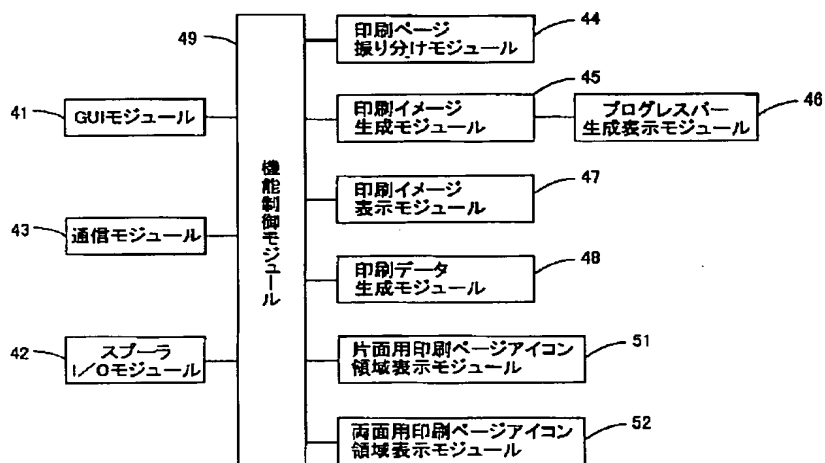 49
機能制御モジュール
41
GUIモジュール
43
通信モジュール
42
スプーラ
I/Oモジュール
44
印刷ページ
振り分けモジュール
45
印刷イメージ
生成モジュール
46
プログレスバー
生成表示モジュール
47
印刷イメージ
表示モジュール
48
印刷データ
生成モジュール
51
片面用印刷ページアイコン
領域表示モジュール
52
両面用印刷ページアイコン
領域表示モジュール